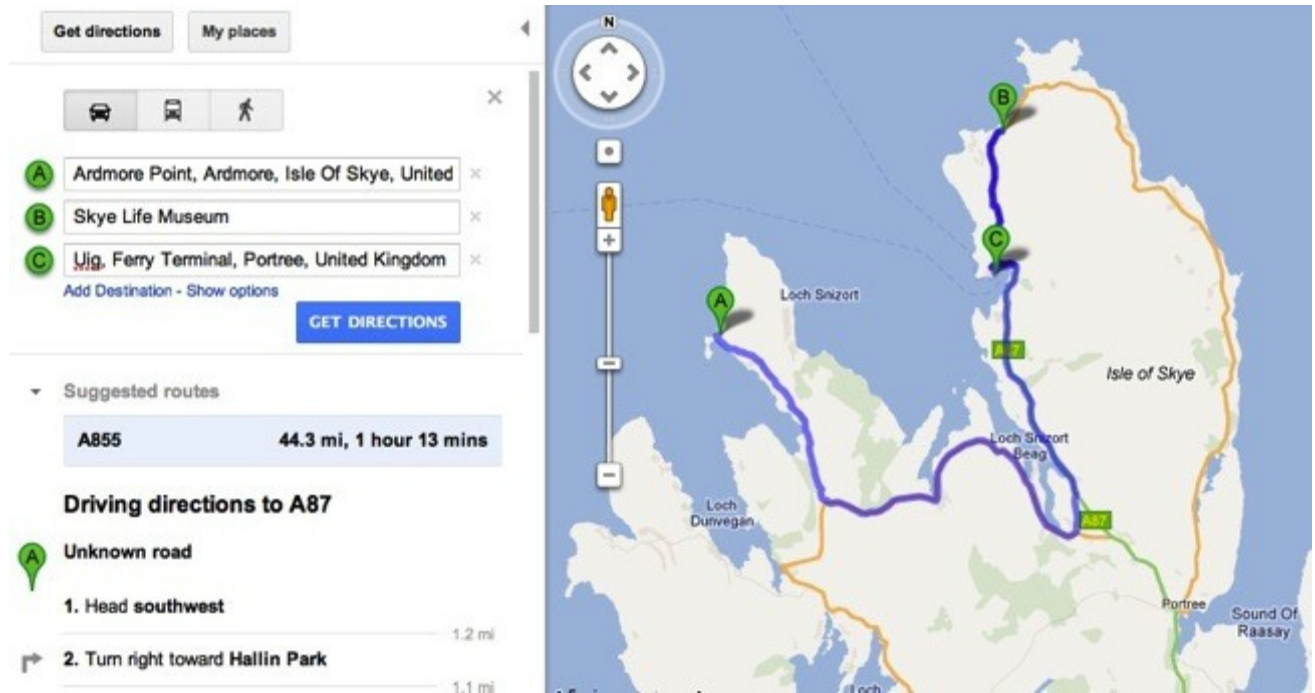 Get directions
My places
A
Ardmore Point, Ardmore, Isle Of Skye, United
B
Skye Life Museum
C
Uig, Ferry Terminal, Portree, United Kingdom
Add Destination - Show options
GET DIRECTIONS
Suggested routes
A855 44.3 mi, 1 hour 13 mins
Driving directions to A87
A
Unknown road
1. Head southwest
1.2 mi
2. Turn right toward Hallin Park
1.1 mi
N
B
C
A
Loch Snizort
A87
Isle of Skye
Loch Snizort
Beag
Loch
Dunvegan
A87
Portree
Sound Of
Raasay
Loch